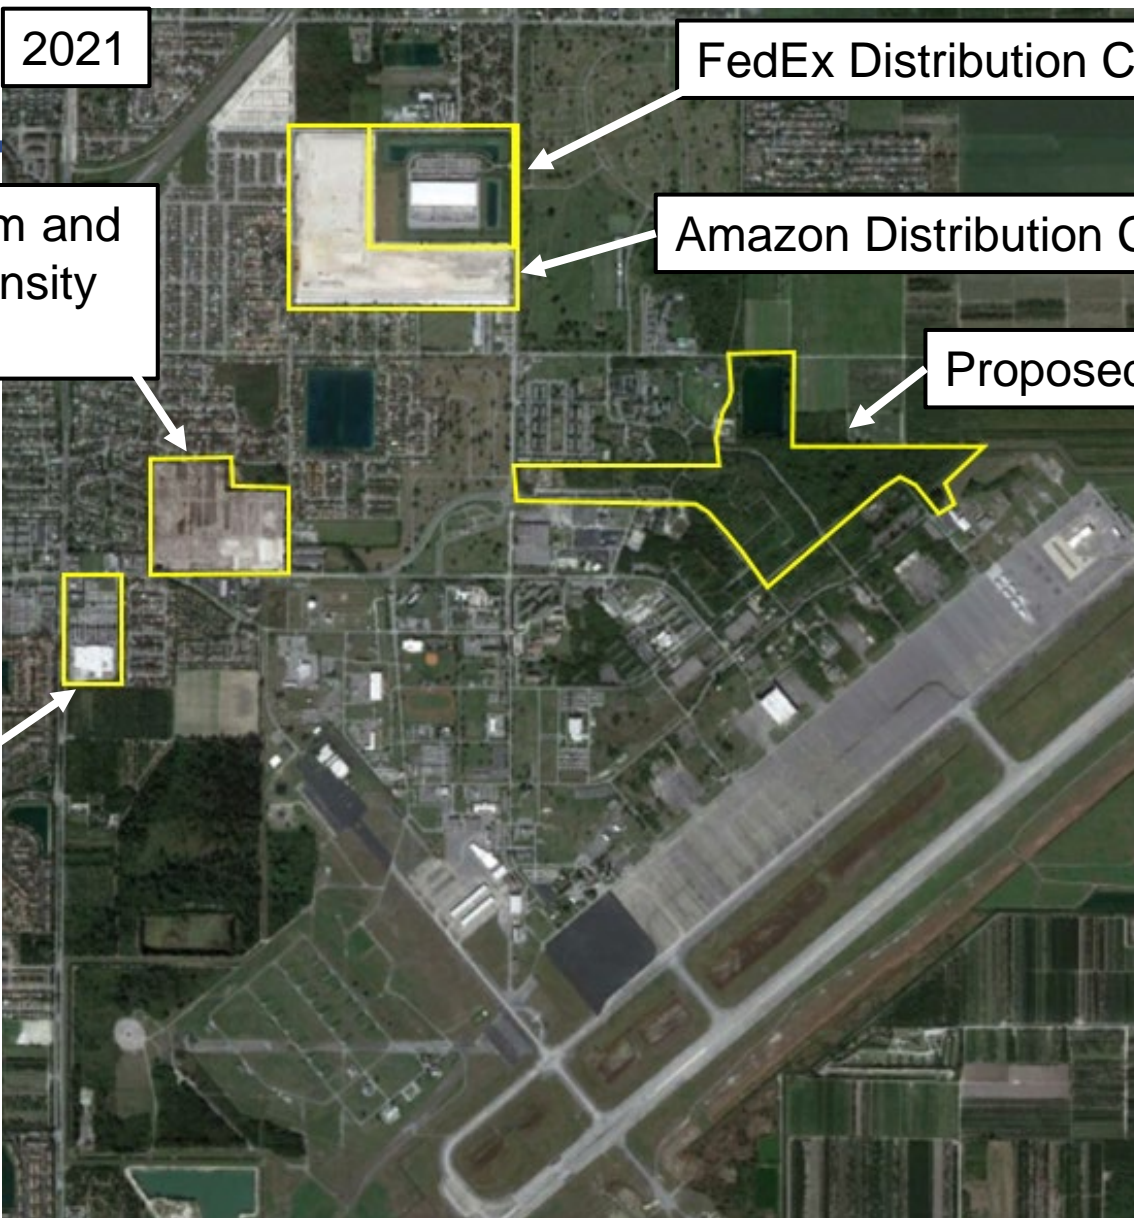 2021
FedEx Distribution C
m and
nsity
Amazon Distribution C
Proposed